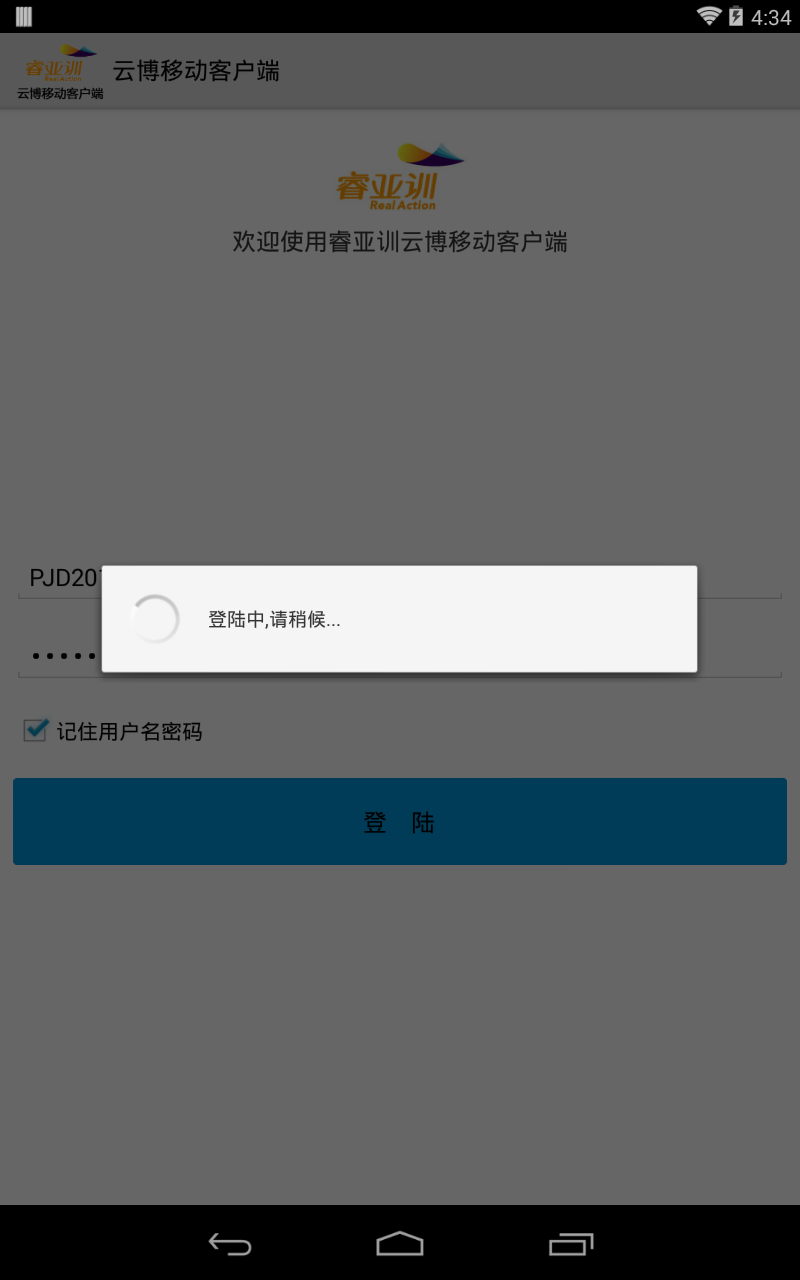 4:34
睿亚训
RealAction
云博移动客户端
云博移动客户端
睿亚训
Real Action
欢迎使用睿亚训云博移动客户端
PJD20
登陆中,请稍候...
•••••
记住用户名密码
登 陆